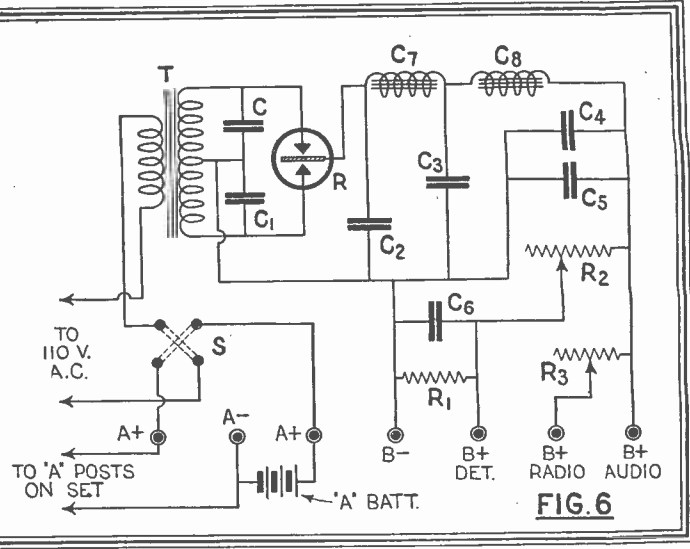 T
C
C1
R
C7
C8
C3
C2
C4
C5
R2
C6
R1
R3
S
TO
110 V.
A.C.
A+
A-
A+
B-
B+
DET.
B+
RADIO
B+
AUDIO
TO "A" POSTS
ON SET
"A" BATT.
FIG. 6